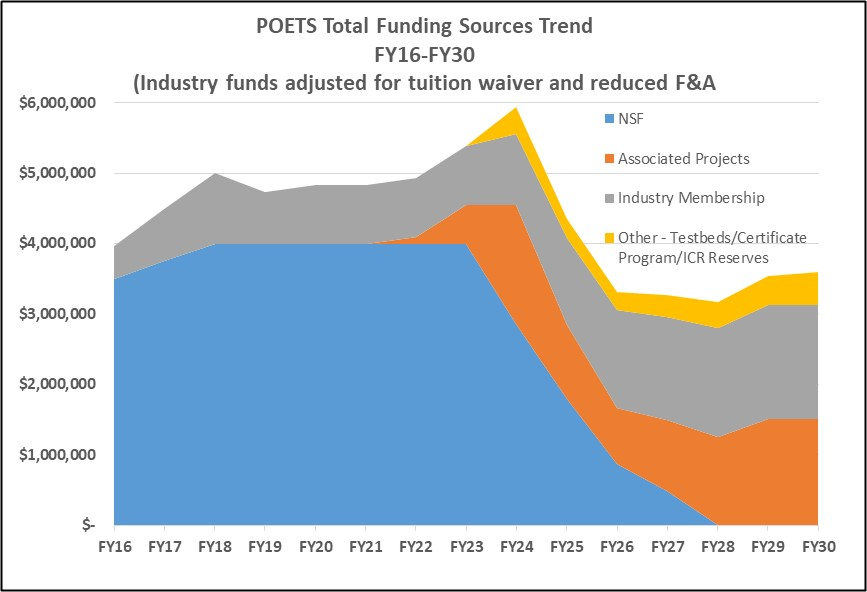 POETS Total Funding Sources Trend
FY16-FY30
(Industry funds adjusted for tuition waiver and reduced F&A
$6,000,000
$5,000,000
$4,000,000
$3,000,000
$2,000,000
$1,000,000
$-
NSF
Associated Projects
Industry Membership
Other - Testbeds/Certificate
Program/ICR Reserves
FY16 FY17 FY18 FY19 FY20 FY21 FY22 FY23 FY24 FY25 FY26 FY27 FY28 FY29 FY30